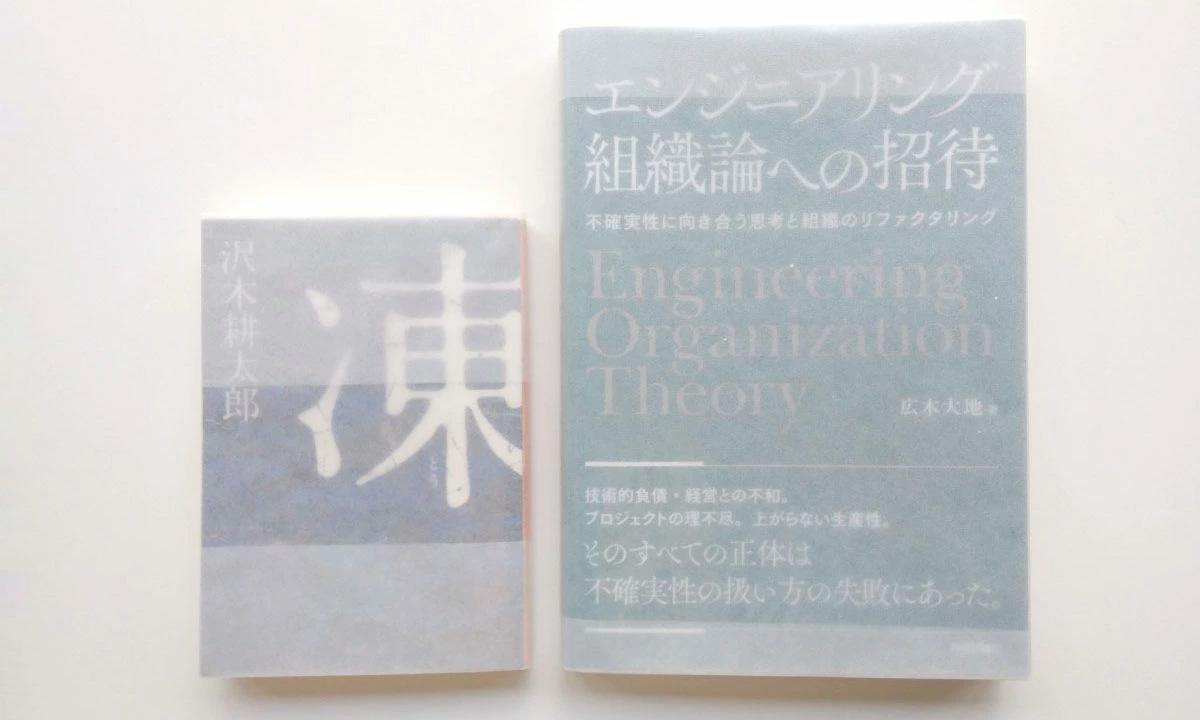 沢木耕太郎
凍
とう
エンジニアリング
組織論への招待
不確実性に向き合う思考と組織のリファクタリング
Engineering
Organization
Theory
広木大地 著
技術的負債・経営との不和。
プロジェクトの理不尽。上がらない生産性。
そのすべての正体は
不確実性の扱い方の失敗にあった。